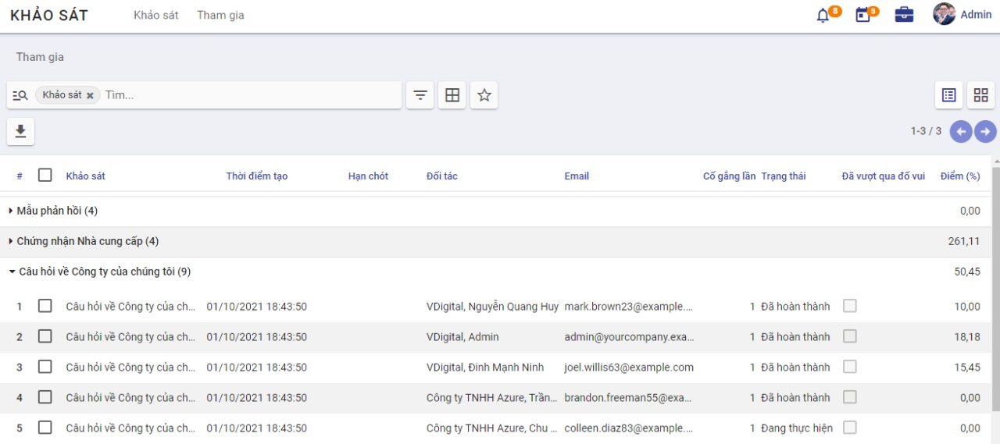 KHẢO SÁT Khảo sát Tham gia 8 5 Admin
Tham gia
Khảo sát Tìm...
1-3 / 3
# Khảo sát Thời điểm tạo Hạn chót Đối tác Email Cố gắng lần Trạng thái Đã vượt qua đố vui Điểm (%)
Mẫu phản hồi (4) 0,00
Chứng nhận Nhà cung cấp (4) 261,11
Câu hỏi về Công ty của chúng tôi (9) 50,45
1 Câu hỏi về Công ty của ch... 01/10/2021 18:43:50 VDigital, Nguyễn Quang Huy mark.brown23@example.... 1 Đã hoàn thành 10,00
2 Câu hỏi về Công ty của ch... 01/10/2021 18:43:50 VDigital, Admin admin@yourcompany.exa... 1 Đã hoàn thành 18,18
3 Câu hỏi về Công ty của ch... 01/10/2021 18:43:50 VDigital, Đinh Mạnh Ninh joel.willis63@example.com 1 Đã hoàn thành 15,45
4 Câu hỏi về Công ty của ch... 01/10/2021 18:43:50 Công ty TNHH Azure, Trần... brandon.freeman55@exa... 1 Đã hoàn thành 0,00
5 Câu hỏi về Công ty của ch... 01/10/2021 18:43:50 Công ty TNHH Azure, Chu ... colleen.diaz83@example.... 1 Đang thực hiện 0,00